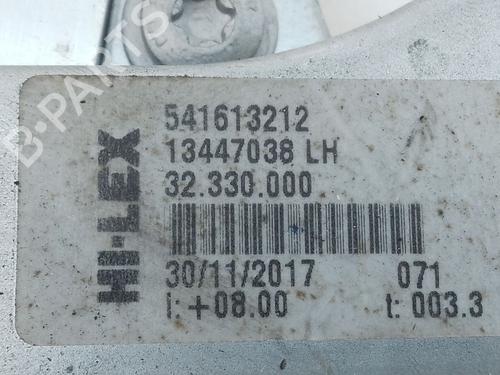 HI-LEX
541613212
13447038 LH
32.330.000
30/11/2017 071
l: +08.00 t: 003.3
B-PARTS